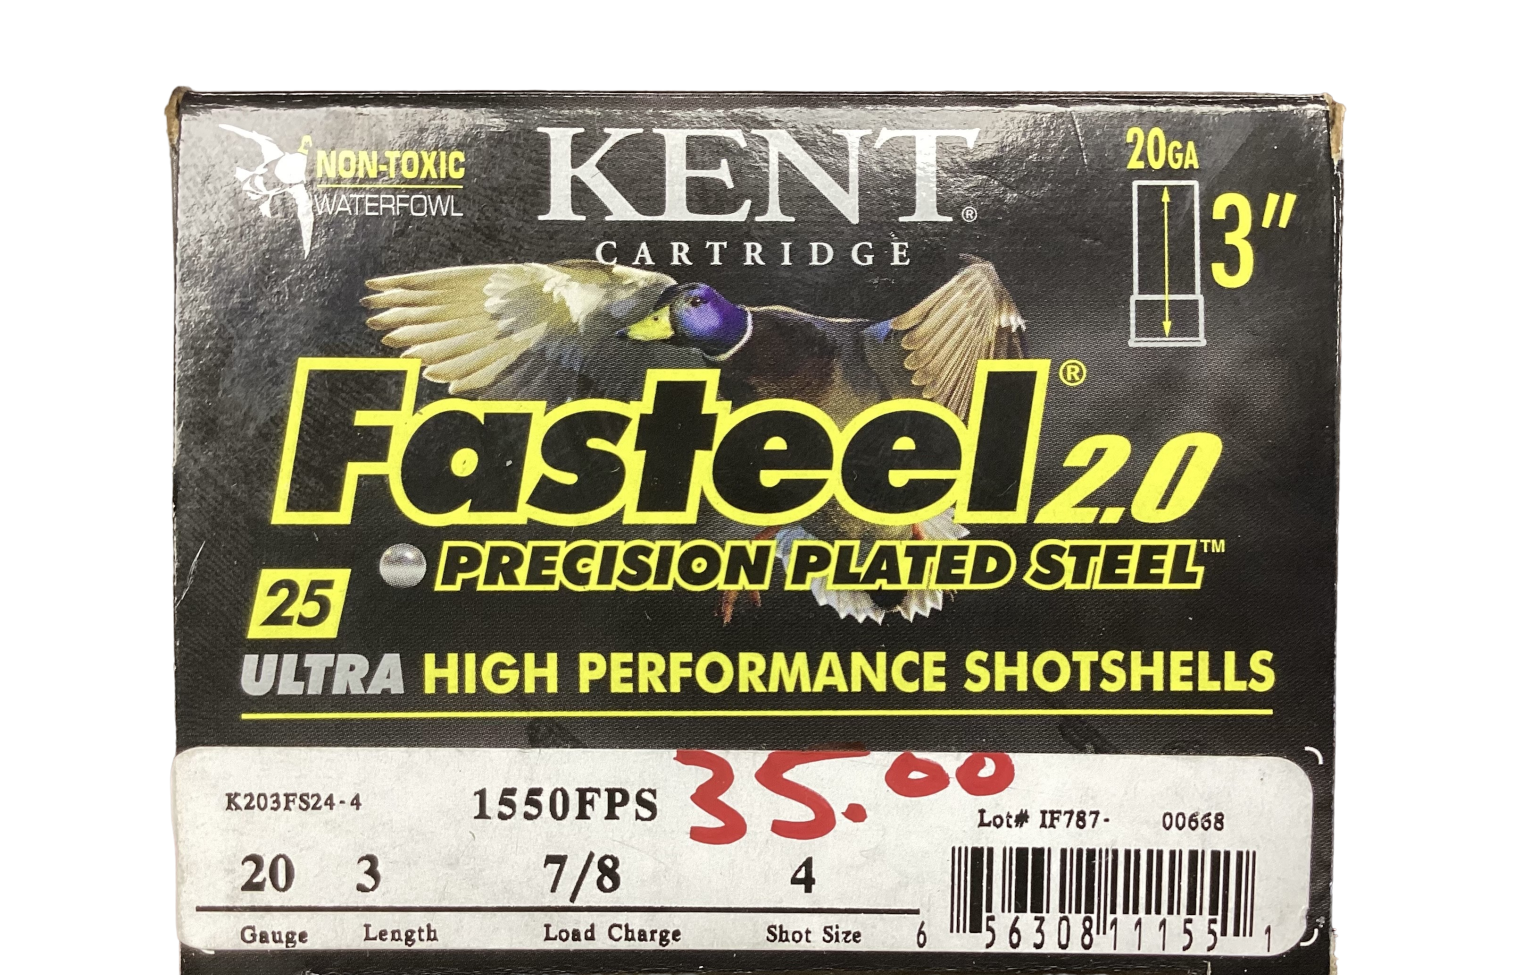 NON-TOXIC
WATERFOWL
KENT®
CARTRIDGE
20GA
3"
Fasteel® 2.0
PRECISION PLATED STEEL™
25
ULTRA HIGH PERFORMANCE SHOTSHELLS
35.00
K203FS24-4
1550FPS
Lot# IF787- 00668
20 3 7/8 4
Gauge Length Load Charge Shot Size
6 56308 11155 1